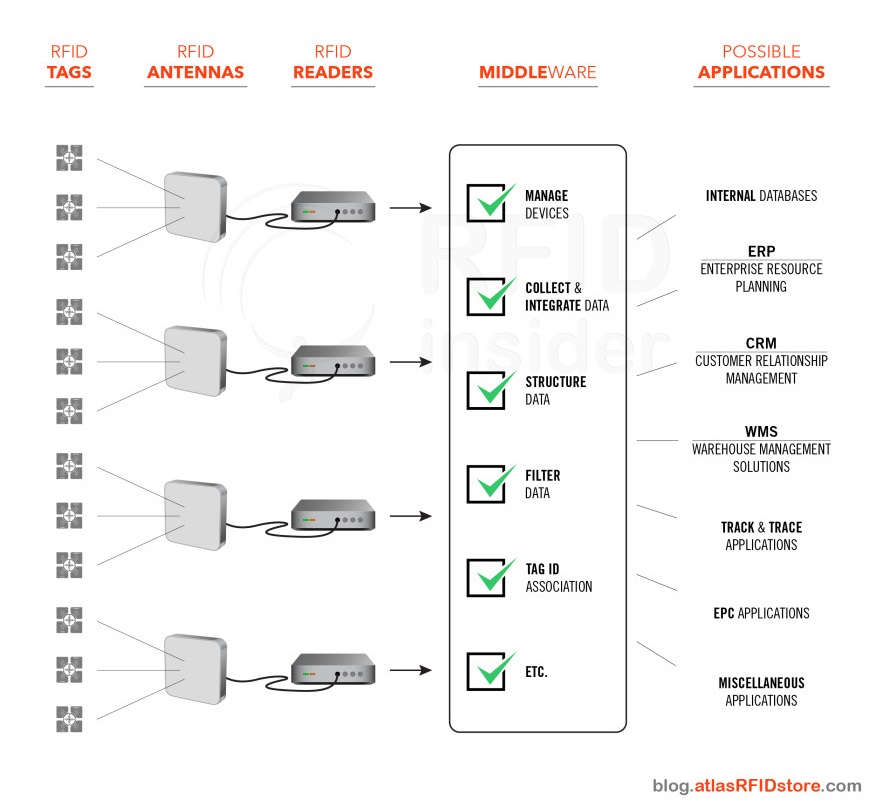 RFID
TAGS
RFID
ANTENNAS
RFID
READERS
MIDDLEWARE
POSSIBLE
APPLICATIONS
MANAGE
DEVICES
COLLECT &
INTEGRATE DATA
STRUCTURE
DATA
FILTER
DATA
TAG ID
ASSOCIATION
ETC.
INTERNAL DATABASES
ERP
ENTERPRISE RESOURCE
PLANNING
CRM
CUSTOMER RELATIONSHIP
MANAGEMENT
WMS
WAREHOUSE MANAGEMENT
SOLUTIONS
TRACK & TRACE
APPLICATIONS
EPC APPLICATIONS
MISCELLANEOUS
APPLICATIONS
RFID
insider
blog.atlasRFIDstore.com